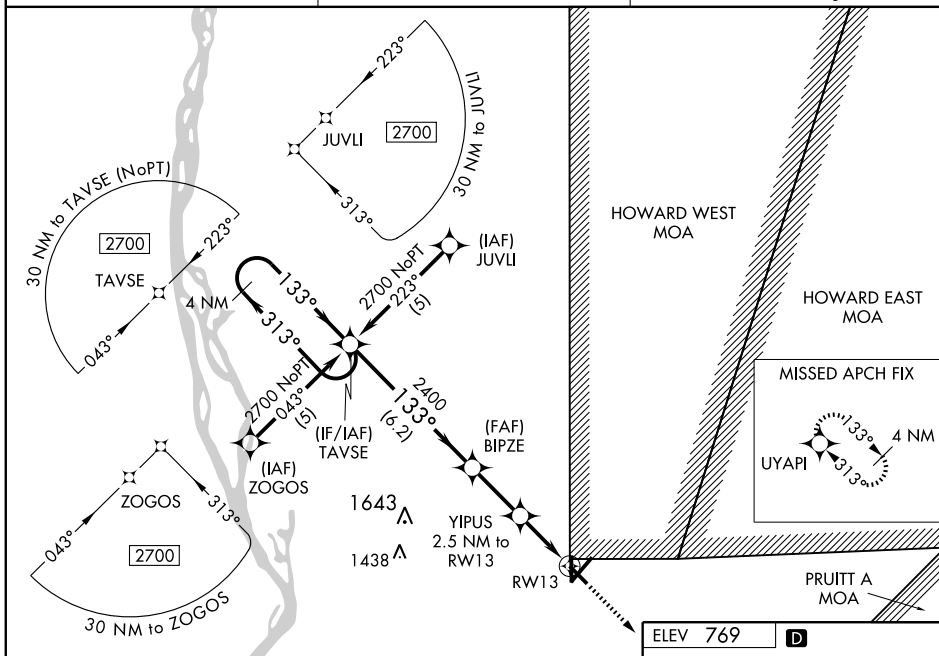 223°
JUVLI
2700
313°
30 NM to JUVLI
30 NM to TAVSE (NoPT)
2700
223°
TAVSE
043°
HOWARD WEST
MOA
(IAF)
JUVLI
2700 NoPT
223°
(5)
4 NM
133°
313°
HOWARD EAST
MOA
2700 NoPT
043°
(5)
(IF/IAF)
TAVSE
2400
133°
(6.2)
MISSED APCH FIX
133°
4 NM
UYAPI
313°
(IAF)
ZOGOS
(FAF)
BIPZE
ZOGOS
043°
313°
2700
30 NM to ZOGOS
1643
1438
YIPUS
2.5 NM to
RW13
RW13
PRUITT A
MOA
ELEV 769 D